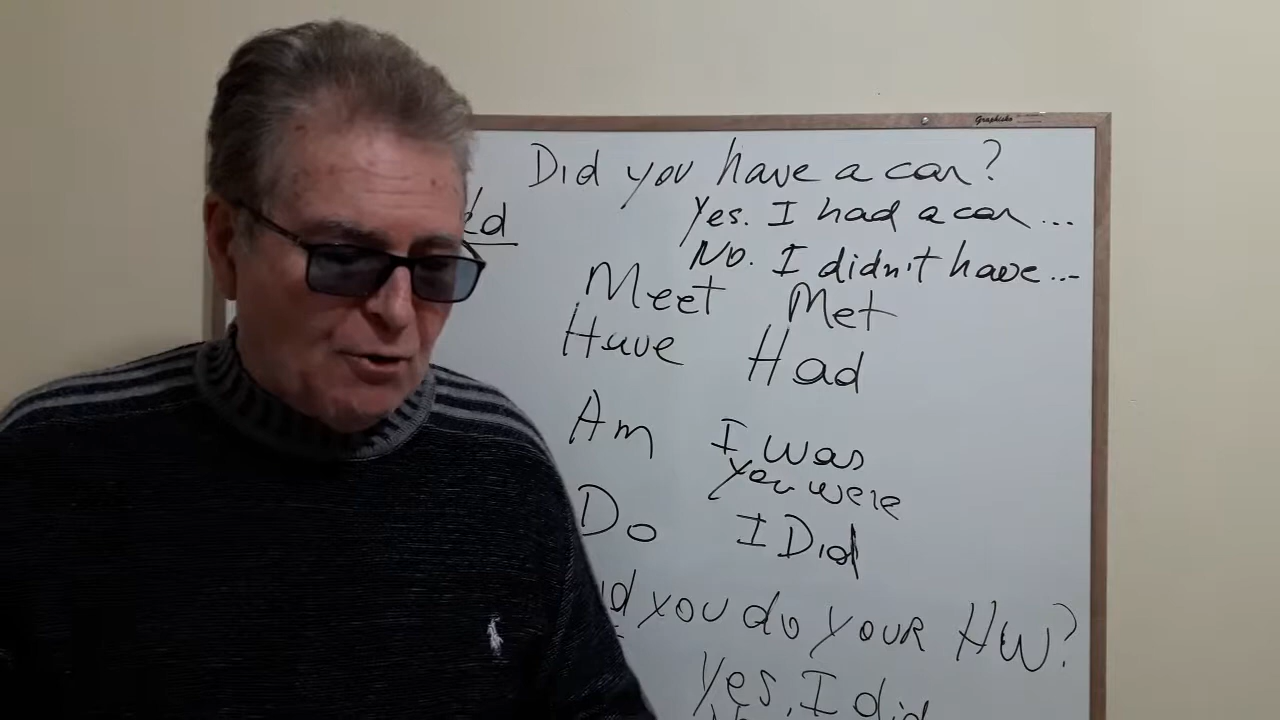 Graphisko
Did you have a car?
Yes. I had a car...
No. I didn't have...
Meet Met
Have Had
Am I was
You were
Do I Did
you do your HW?
Yes, I did